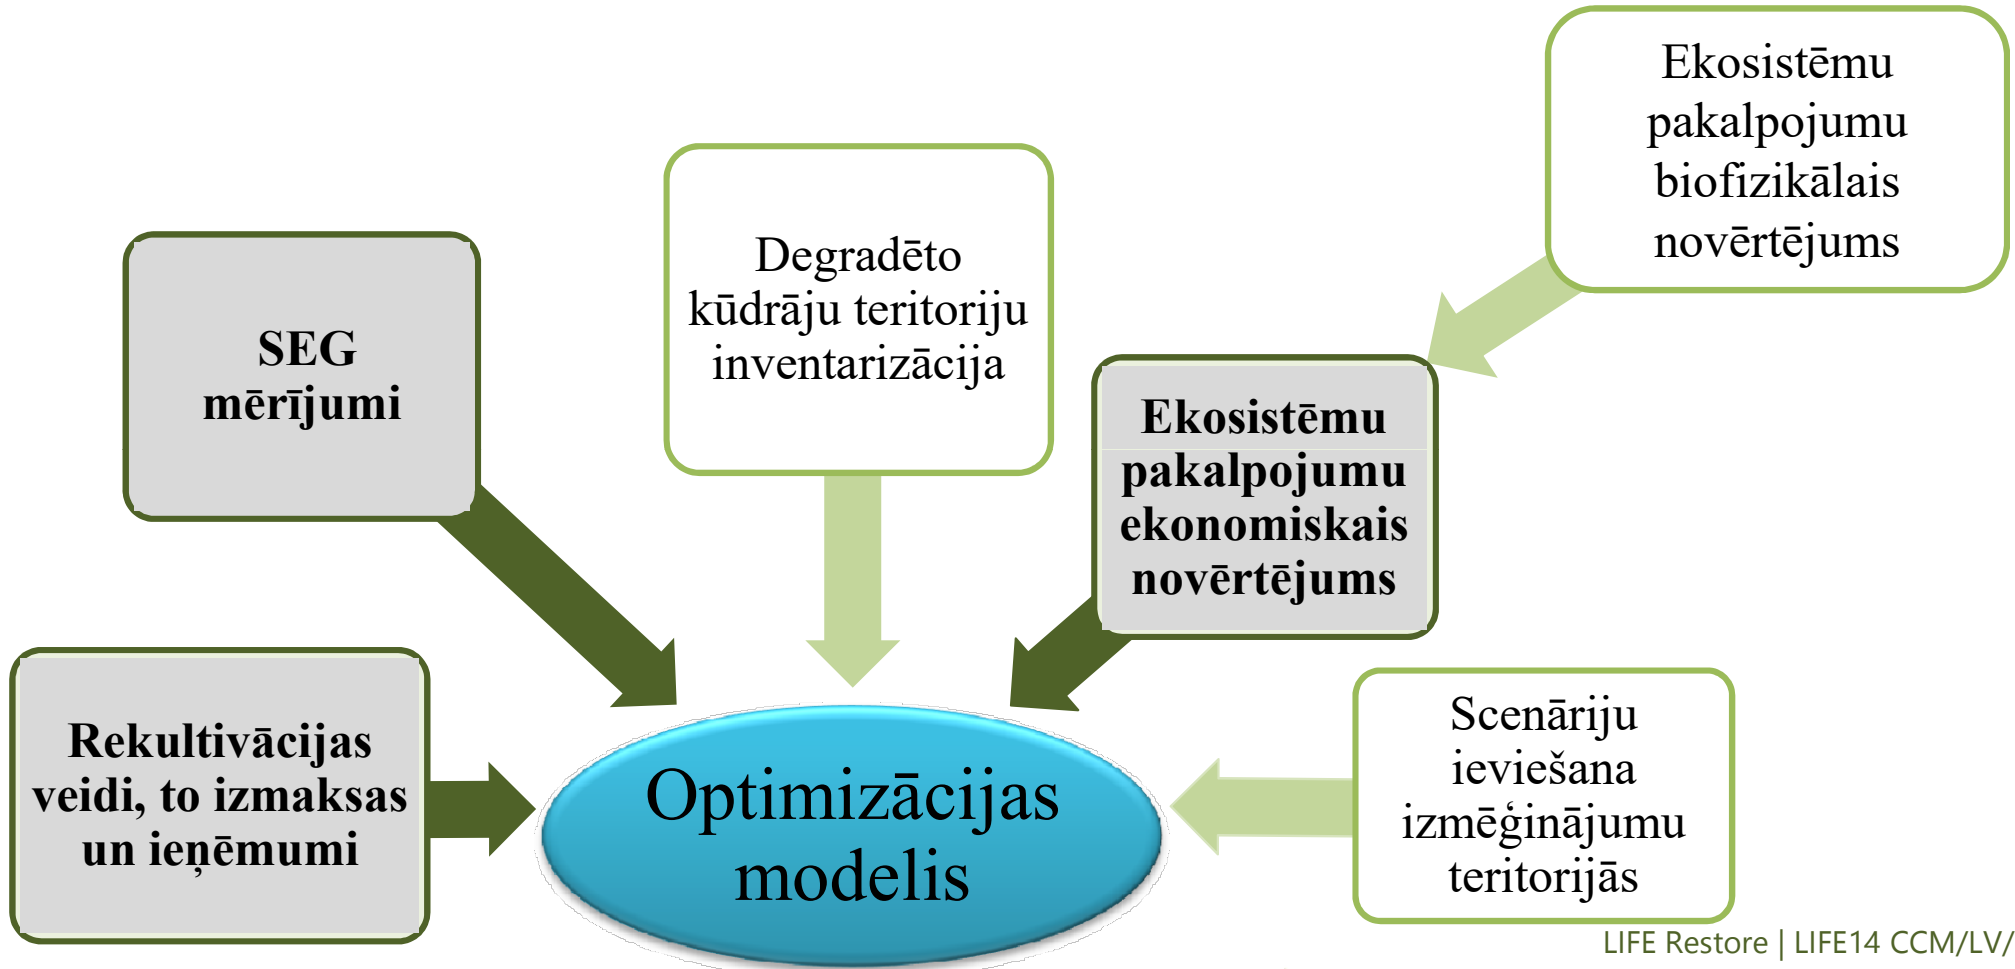 Ekosistēmu
pakalpojumu
biofizikālais
novērtējums
Degradēto
kūdrāju teritoriju
inventarizācija
SEG
mērījumi
Ekosistēmu
pakalpojumu
ekonomiskais
novērtējums
Rekultivācijas
veidi, to izmaksas
un ieņēmumi
Optimizācijas
modelis
Scenāriju
ieviešana
izmēģinājumu
teritorijās
LIFE Restore | LIFE14 CCM/LV/